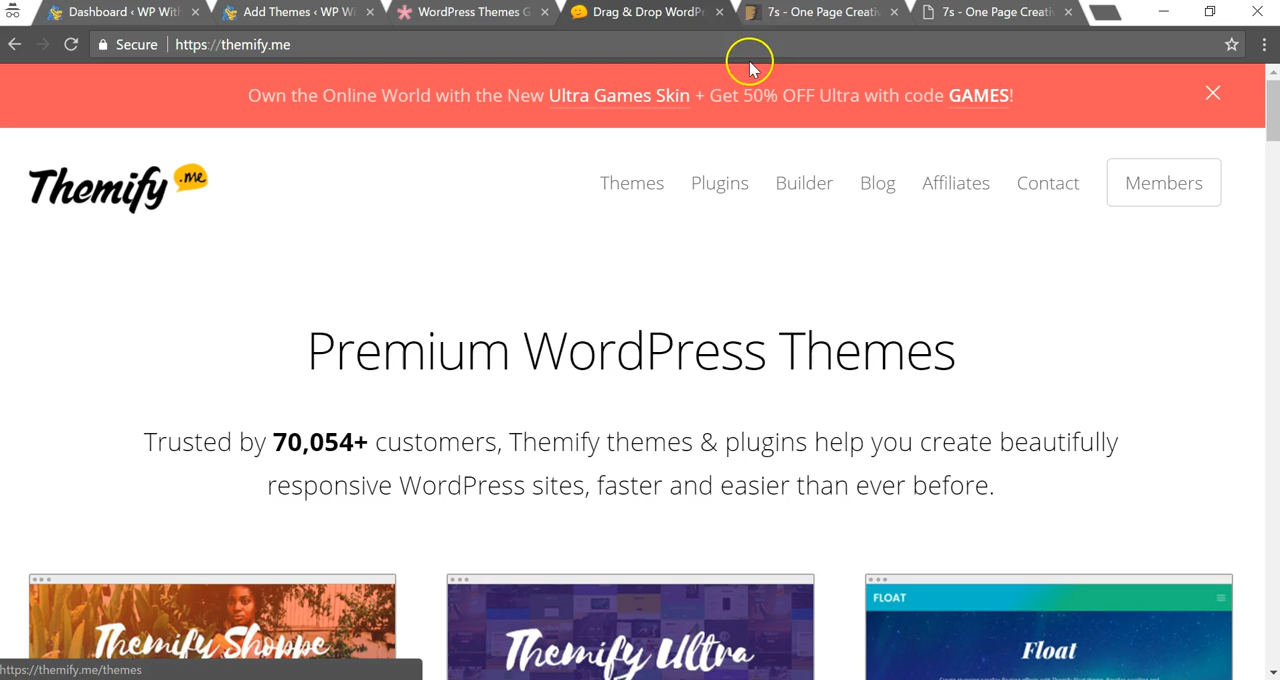 Dashboard ‹ WP With
Add Themes ‹ WP Wi
WordPress Themes G
Drag & Drop WordPr
7s - One Page Creativ
7s - One Page Creativ
Secure
https://themify.me
Own the Online World with the New Ultra Games Skin + Get 50% OFF Ultra with code GAMES!
Themify .me
Themes
Plugins
Builder
Blog
Affiliates
Contact
Members
Premium WordPress Themes
Trusted by 70,054+ customers, Themify themes & plugins help you create beautifully
responsive WordPress sites, faster and easier than ever before.
Themify Shoppe
Themify Ultra
FLOAT
Float
https://themify.me/themes